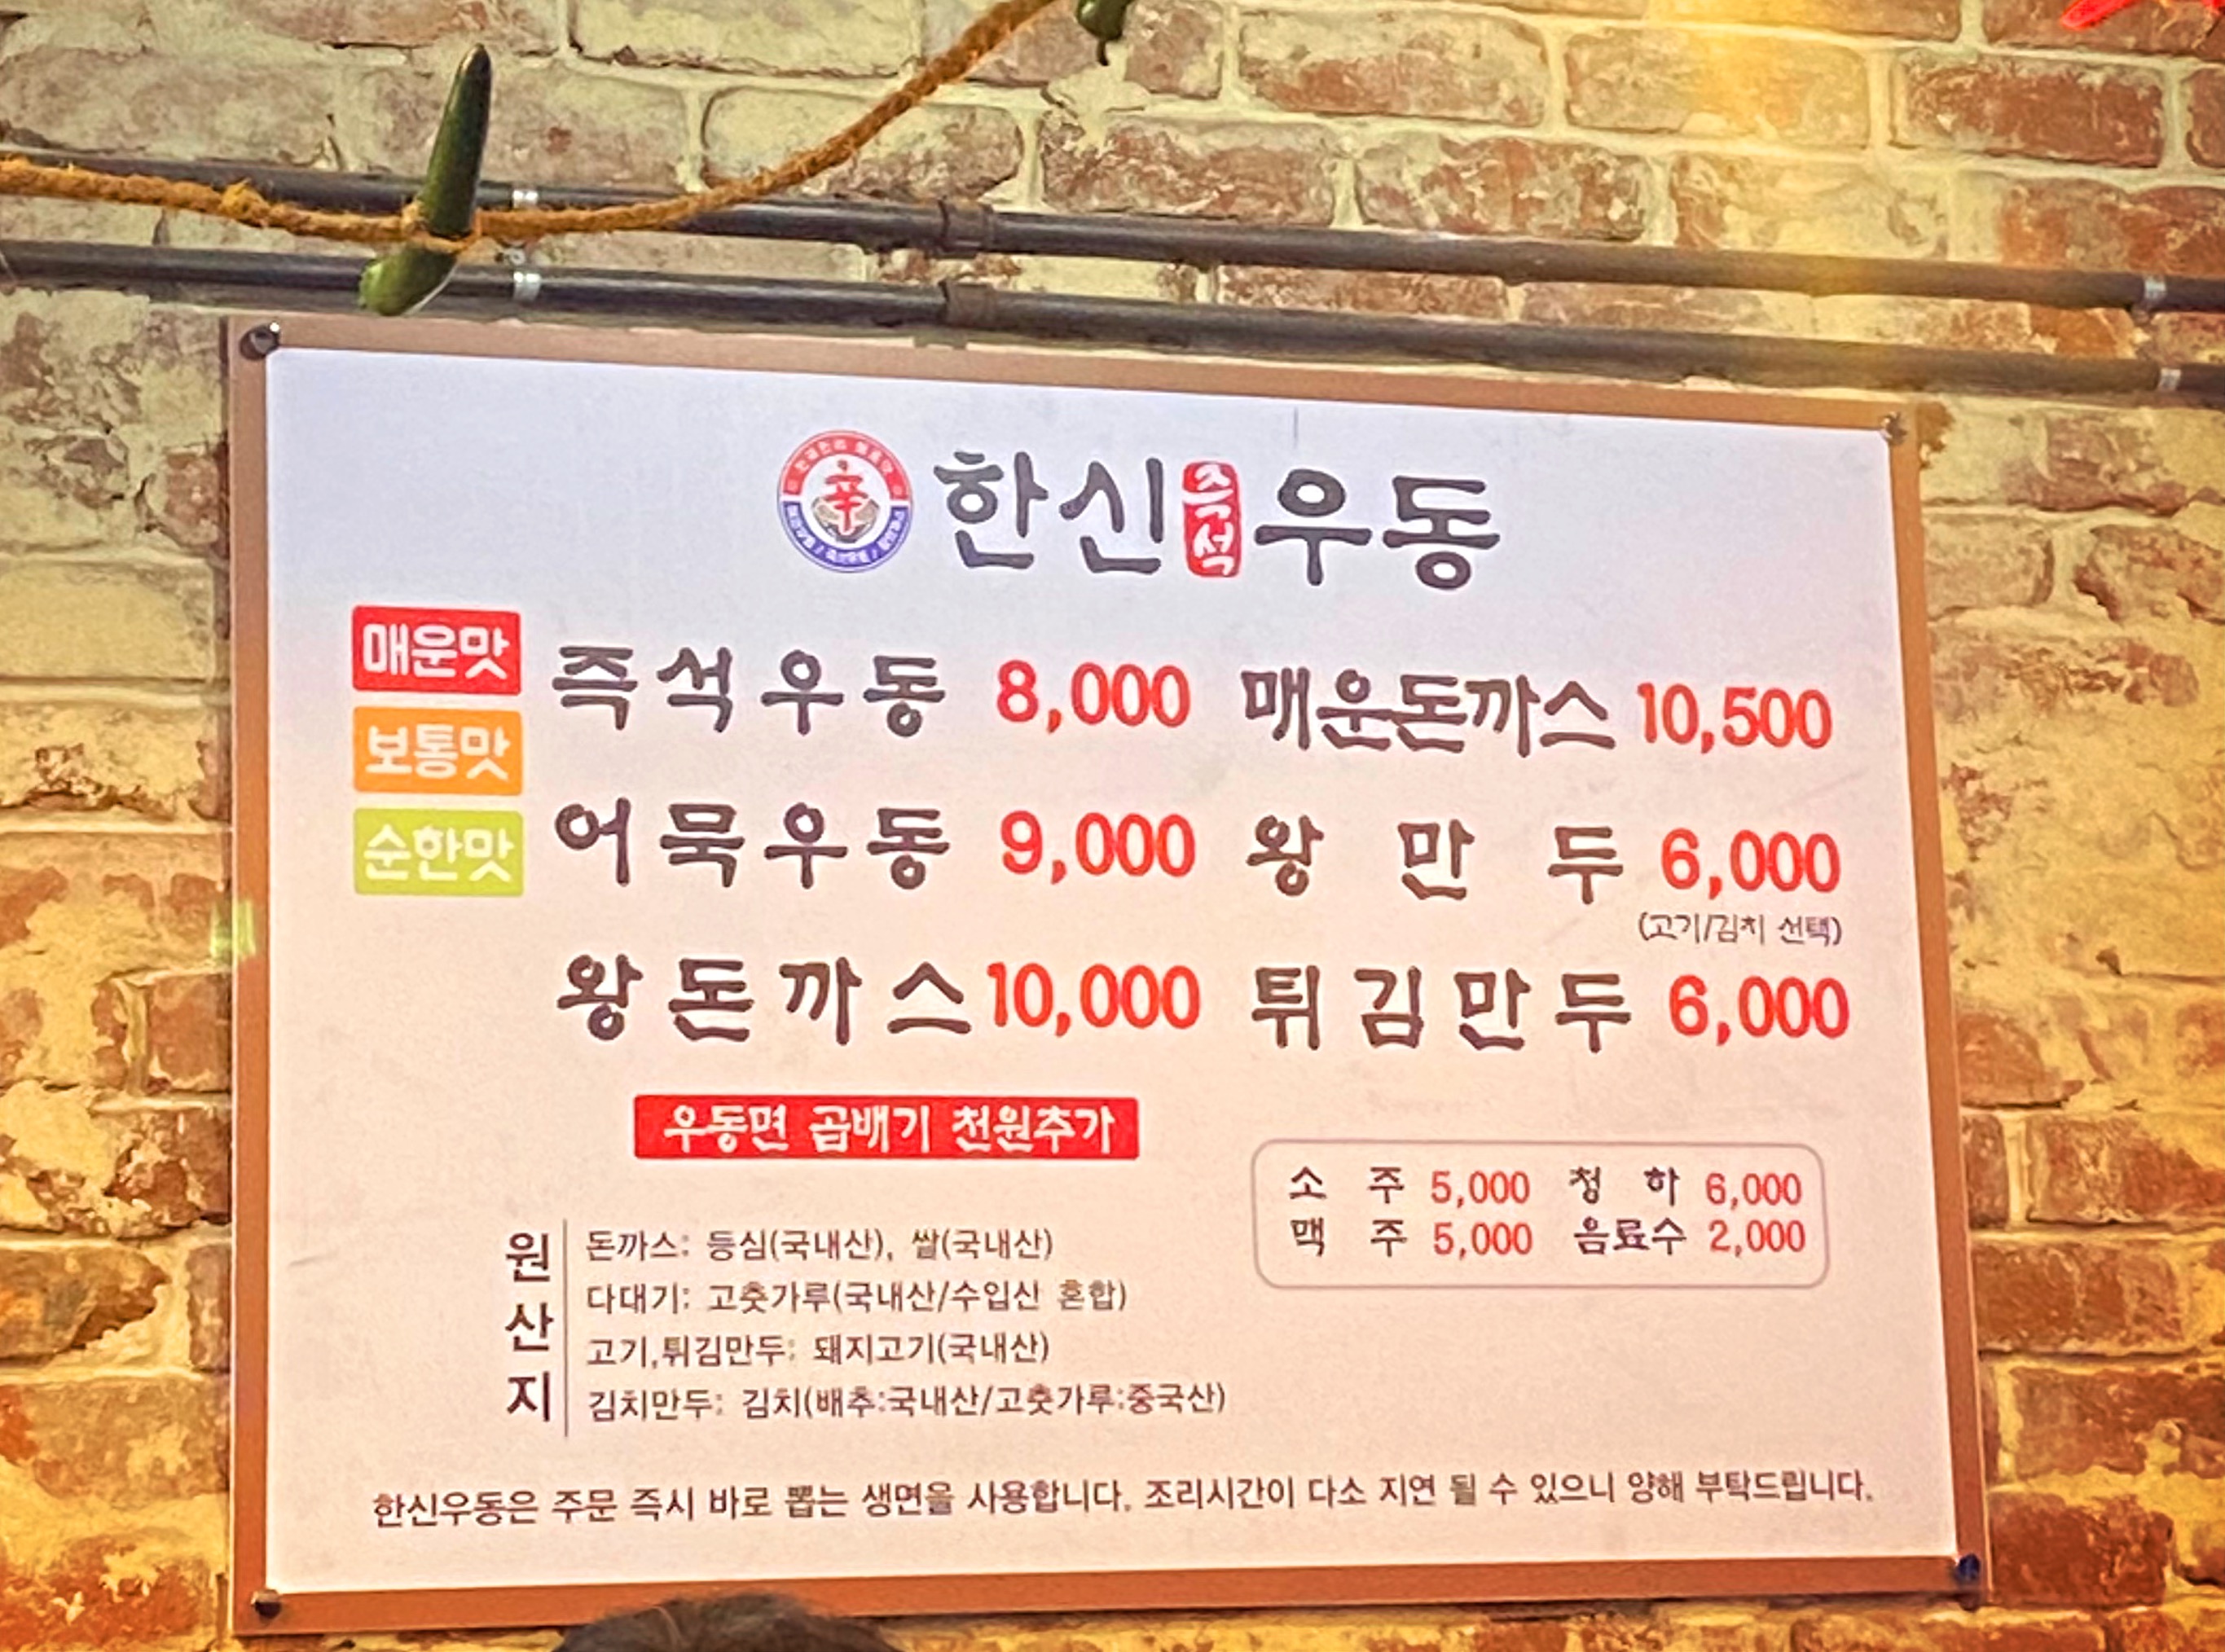 辛
한신즉석우동
매운맛
보통맛
순한맛
즉석우동 8,000 매운돈까스 10,500
어묵우동 9,000 왕만두 6,000
(고기/김치 선택)
왕돈까스 10,000 튀김만두 6,000
우동면 곱배기 천원추가
소주 5,000 청하 6,000
맥주 5,000 음료수 2,000
원산지
돈까스: 등심(국내산), 쌀(국내산)
다대기: 고춧가루(국내산/수입산 혼합)
고기,튀김만두: 돼지고기(국내산)
김치만두: 김치(배추:국내산/고춧가루:중국산)
한신우동은 주문 즉시 바로 뽑는 생면을 사용합니다. 조리시간이 다소 지연 될 수 있으니 양해 부탁드립니다.